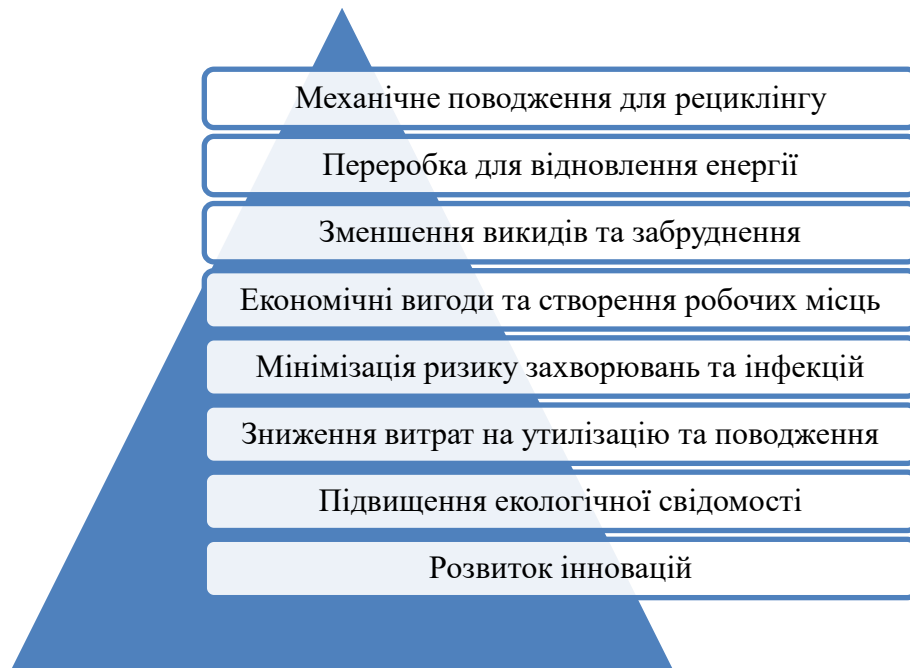 Механічне поводження для рециклінгу
Переробка для відновлення енергії
Зменшення викидів та забруднення
Економічні вигоди та створення робочих місць
Мінімізація ризику захворювань та інфекцій
Зниження витрат на утилізацію та поводження
Підвищення екологічної свідомості
Розвиток інновацій